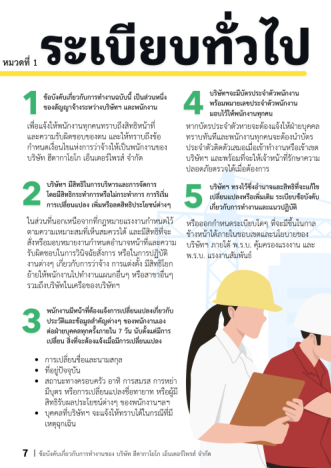 หมวดที่ 1
ระเบียบทั่วไป
1
ข้อบังคับเกี่ยวกับการทำงานฉบับนี้ เป็นส่วนหนึ่ง
ของสัญญาจ้างระหว่างบริษัทฯ และพนักงาน
เพื่อแจ้งให้พนักงานทุกคนทราบถึงสิทธิหน้าที่
และความรับผิดชอบของตน และให้ทราบถึงข้อ
กำหนดเงื่อนไขแห่งการว่าจ้างให้เป็นพนักงานของ
บริษัท ฮีดากาโยโก เอ็นเตอร์ไพรส์ จำกัด
2
บริษัทฯ มีสิทธิในการบริหารและการจัดการ
โดยมีสิทธิกระทำการหรือไม่กระทำการ การริเริ่ม
การเปลี่ยนแปลง เพิ่มหรือลดสิทธิประโยชน์ต่างๆ
ในส่วนที่นอกเหนือจากที่กฎหมายแรงงานกำหนดไว้
ตามความเหมาะสมที่เห็นสมควรได้ และมีสิทธิที่จะ
สั่งหรือมอบหมายงานกำหนดอำนาจหน้าที่และความ
รับผิดชอบในการวินิจฉัยสั่งการ หรือในการปฏิบัติ
งานต่างๆ เกี่ยวกับการว่าจ้าง การแต่งตั้ง มีสิทธิโยก
ย้ายให้พนักงานไปทำงานแผนกอื่นๆ หรือสาขาอื่นๆ
รวมถึงบริษัทในเครือของบริษัทฯ
3
พนักงานมีหน้าที่ต้องแจ้งการเปลี่ยนแปลงเกี่ยวกับ
ประวัติและข้อมูลสำคัญต่างๆ ของพนักงานเอง
ต่อฝ่ายบุคคลทุกครั้งภายใน 7 วัน นับตั้งแต่มีการ
เปลี่ยน สิ่งที่จะต้องแจ้งเมื่อมีการเปลี่ยนแปลง
• การเปลี่ยนชื่อและนามสกุล
• ที่อยู่ปัจจุบัน
• สถานะทางครอบครัว อาทิ การสมรส การหย่า
มีบุตร หรือการเปลี่ยนแปลงชื่อทายาท หรือผู้มี
สิทธิรับผลประโยชน์ต่างๆ ของพนักงานฯลฯ
• บุคคลที่บริษัทฯ จะแจ้งให้ทราบได้ในกรณีที่มี
เหตุฉุกเฉิน
4
บริษัทฯจะมีบัตรประจำตัวพนักงาน
พร้อมหมายเลขประจำตัวพนักงาน
มอบไว้ให้พนักงานทุกคน
หากบัตรประจำตัวหายจะต้องแจ้งให้ฝ่ายบุคคล
ทราบทันทีและพนักงานทุกคนจะต้องนำบัตร
ประจำตัวติดตัวเสมอเมื่อเข้าทำงานหรือเข้าเขต
บริษัทฯ และพร้อมที่จะให้เจ้าหน้าที่รักษาความ
ปลอดภัยตรวจได้เมื่อต้องการ
5
บริษัทฯ ทรงไว้ซึ่งอำนาจและสิทธิที่จะแก้ไข
เปลี่ยนแปลงหรือเพิ่มเติม ระเบียบข้อบังคับ
เกี่ยวกับการทำงานและแนวปฏิบัติ
หรือออกกำหนดระเบียบใดๆ ที่จะมีขึ้นในกาล
ข้างหน้าได้ภายในขอบเขตและนโยบายของ
บริษัทฯ ภายใต้ พ.ร.บ. คุ้มครองแรงงาน และ
พ.ร.บ. แรงงานสัมพันธ์
7 | ข้อบังคับเกี่ยวกับการทำงานของ บริษัท ฮีดากาโยโก เอ็นเตอร์ไพรส์ จำกัด